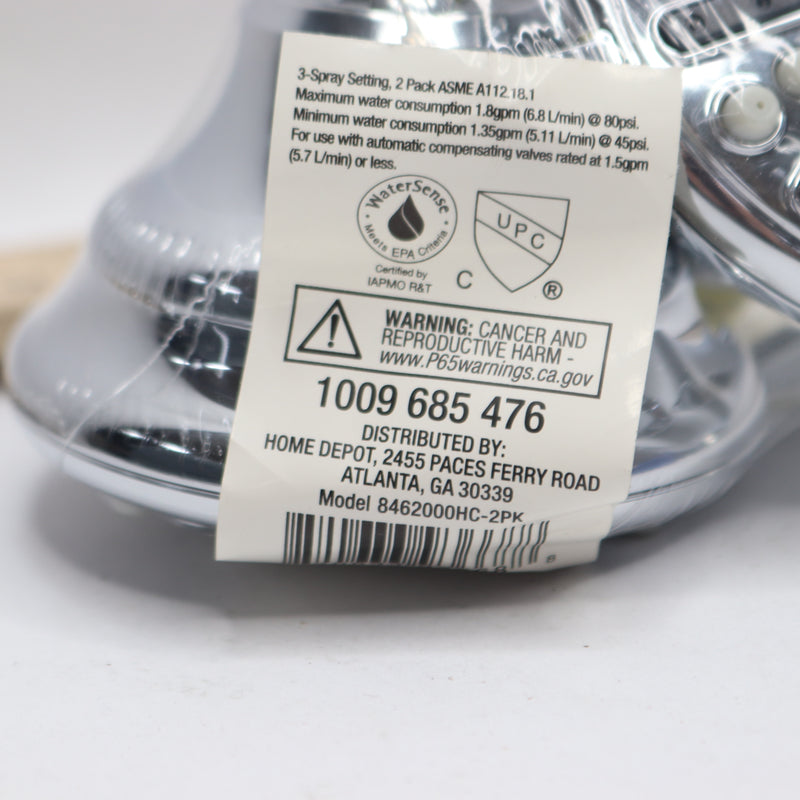 3-Spray Setting, 2 Pack ASME A112.18.1
Maximum water consumption 1.8gpm (6.8 L/min) @ 80psi.
Minimum water consumption 1.35gpm (5.11 L/min) @ 45psi.
For use with automatic compensating valves rated at 1.5gpm
(5.7 L/min) or less.
WaterSense
Meets EPA Criteria
Certified by
IAPMO R&T
C
UPC
®
WARNING: CANCER AND
REPRODUCTIVE HARM -
www.P65warnings.ca.gov
1009 685 476
DISTRIBUTED BY:
HOME DEPOT, 2455 PACES FERRY ROAD
ATLANTA, GA 30339
Model 8462000HC-2PK
8